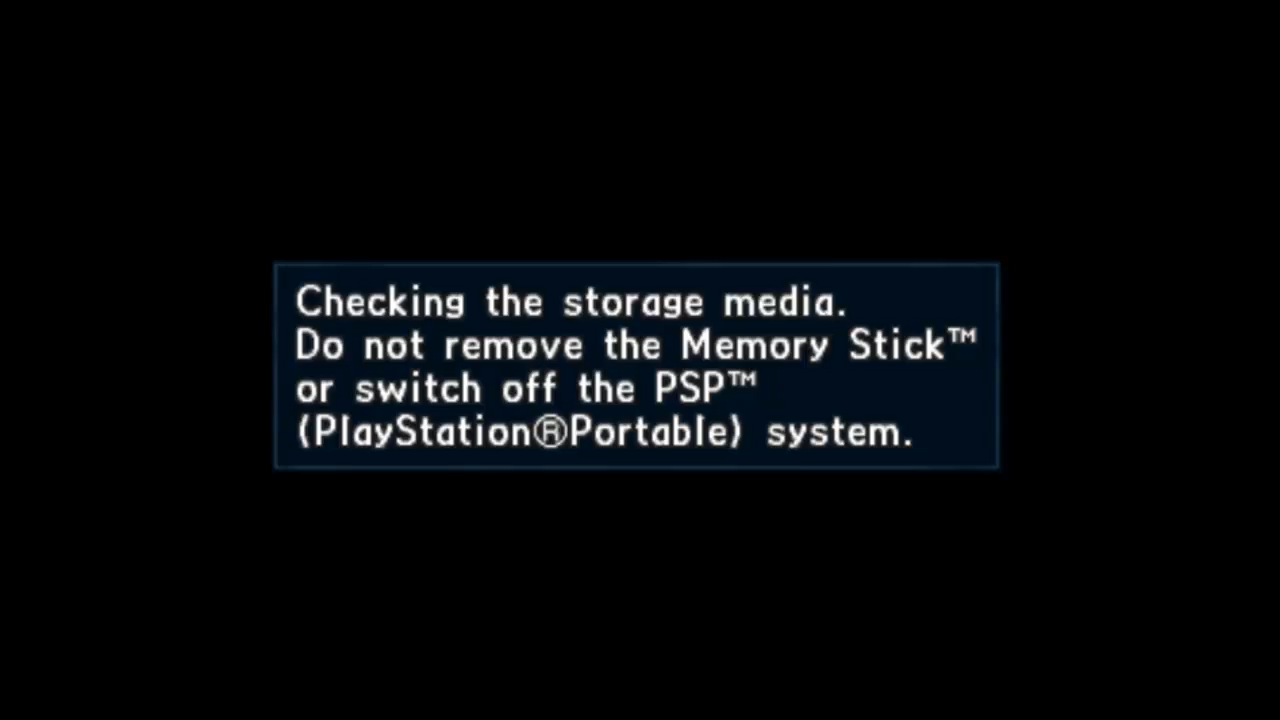 Checking the storage media.
Do not remove the Memory Stick™
or switch off the PSP™
(PlayStation®Portable) system.